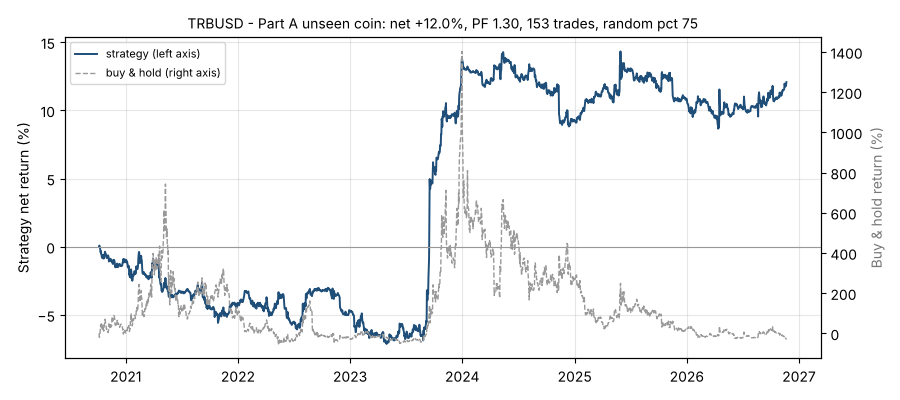 TRBUSD - Part A unseen coin: net +12.0%, PF 1.30, 153 trades, random pct 75
strategy (left axis)
buy & hold (right axis)
Strategy net return (%)
15
10
5
0
−5
1400
1200
1000
800
600
400
200
0
Buy & hold return (%)
2021 2022 2023 2024 2025 2026 2027